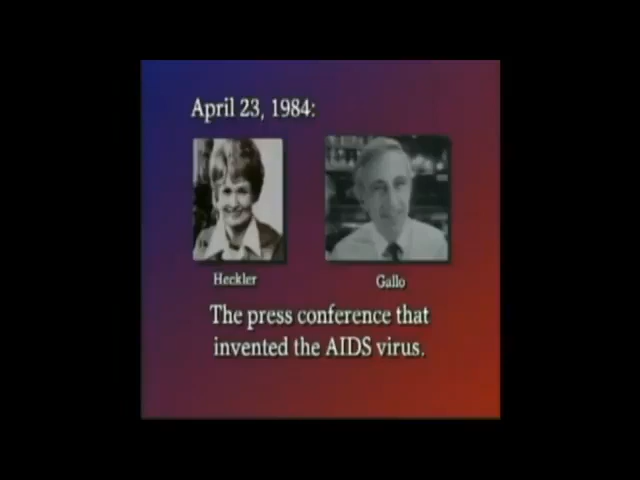 April 23, 1984:
Heckler
Gallo
The press conference that
invented the AIDS virus.